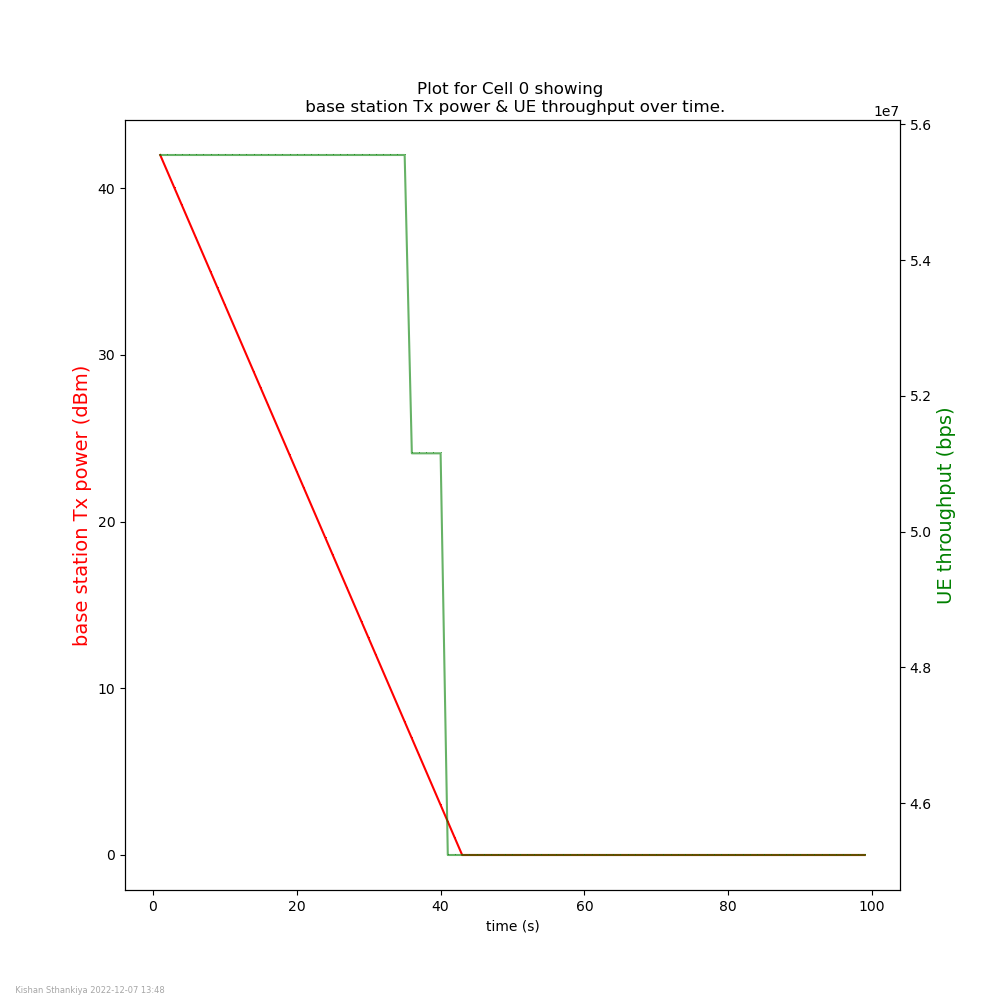 Plot for Cell 0 showing
base station Tx power & UE throughput over time.
1e7
5.6
40
5.4
30
5.2
base station Tx power (dBm)
UE throughput (bps)
20
5.0
10
4.8
4.6
0
0 20 40 60 80 100
time (s)
Kishan Sthankiya 2022-12-07 13:48